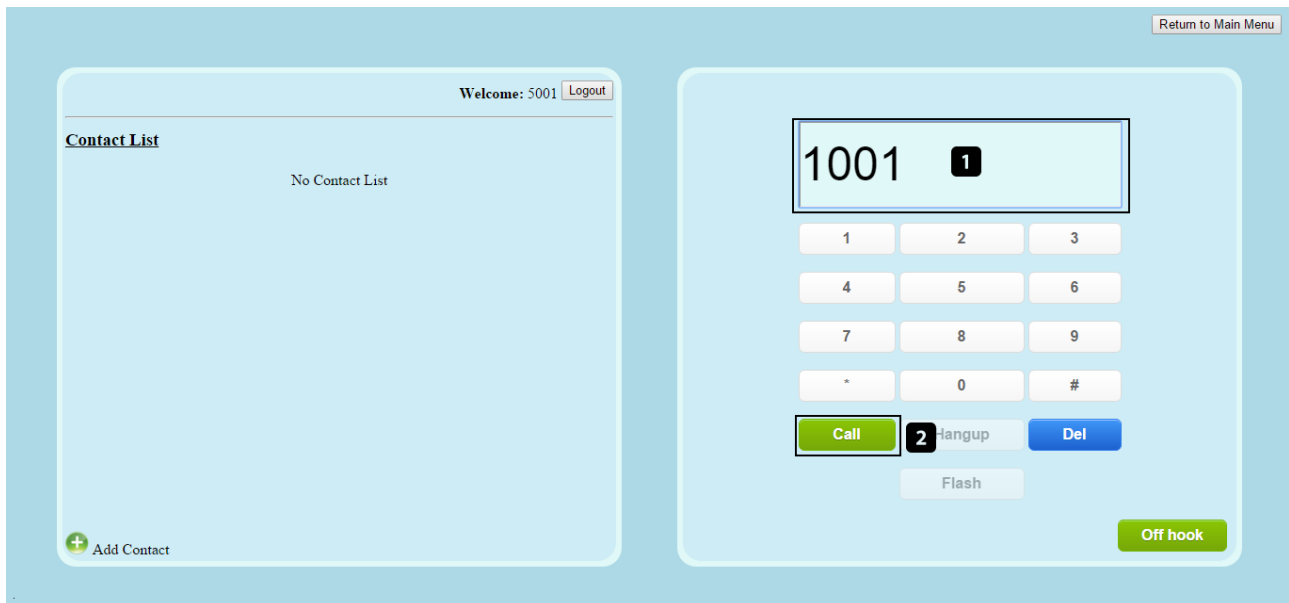 Return to Main Menu
Welcome: 5001 Logout
Contact List
No Contact List
Add Contact
1001 1
1 2 3
4 5 6
7 8 9
* 0 #
Call 2 Hangup Del
Flash
Off hook